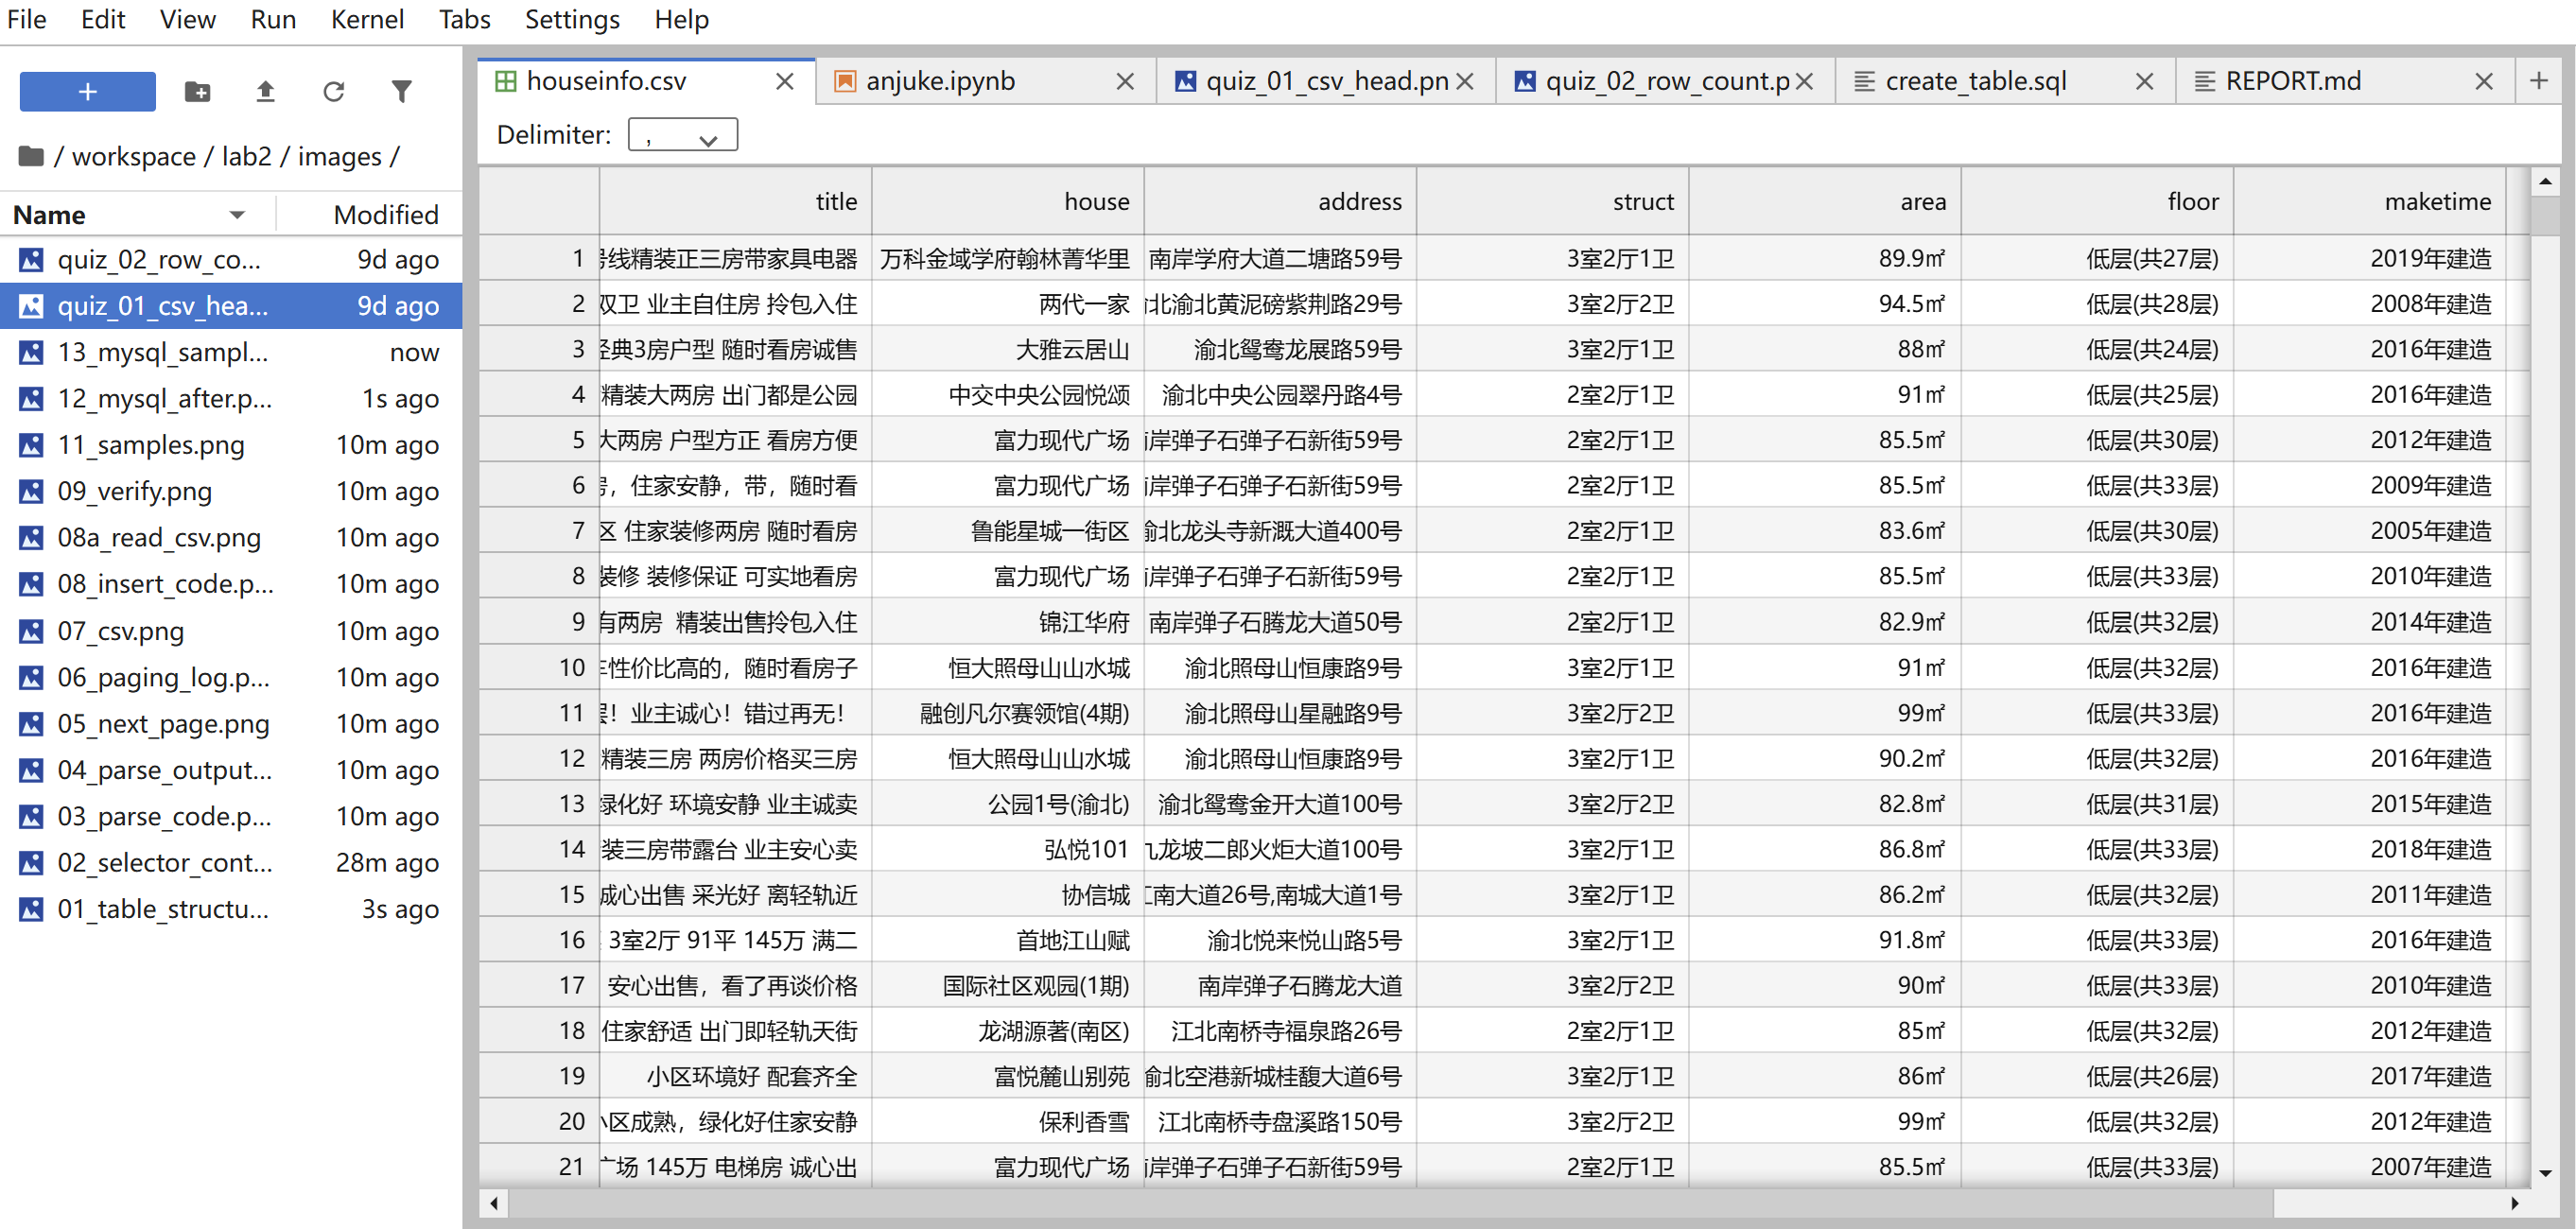 File Edit View Run Kernel Tabs Settings Help
houseinfo.csv anjuke.ipynb quiz_01_csv_head.pn quiz_02_row_count.p create_table.sql REPORT.md
Delimiter: ,
/ workspace / lab2 / images /
Name Modified
quiz_02_row_co... 9d ago
quiz_01_csv_hea... 9d ago
13_mysql_sampl... now
12_mysql_after.p... 1s ago
11_samples.png 10m ago
09_verify.png 10m ago
08a_read_csv.png 10m ago
08_insert_code.p... 10m ago
07_csv.png 10m ago
06_paging_log.p... 10m ago
05_next_page.png 10m ago
04_parse_output... 10m ago
03_parse_code.p... 10m ago
02_selector_cont... 28m ago
01_table_structu... 3s ago
title house address struct area floor maketime
1 线精装正三房带家具电器 万科金域学府翰林菁华里 南岸学府大道二塘路59号 3室2厅1卫 89.9㎡ 低层(共27层) 2019年建造
2 双卫 业主自住房 拎包入住 两代一家 北渝北黄泥磅紫荆路29号 3室2厅2卫 94.5㎡ 低层(共28层) 2008年建造
3 经典3房户型 随时看房诚售 大雅云居山 渝北鸳鸯龙展路59号 3室2厅1卫 88㎡ 低层(共24层) 2016年建造
4 精装大两房 出门都是公园 中交中央公园悦颂 渝北中央公园翠丹路4号 2室2厅1卫 91㎡ 低层(共25层) 2016年建造
5 大两房 户型方正 看房方便 富力现代广场 岸弹子石弹子石新街59号 2室2厅1卫 85.5㎡ 低层(共30层) 2012年建造
6 ，住家安静，带，随时看 富力现代广场 岸弹子石弹子石新街59号 2室2厅1卫 85.5㎡ 低层(共33层) 2009年建造
7 区 住家装修两房 随时看房 鲁能星城一街区 渝北龙头寺新溉大道400号 2室2厅1卫 83.6㎡ 低层(共30层) 2005年建造
8 装修 装修保证 可实地看房 富力现代广场 岸弹子石弹子石新街59号 2室2厅1卫 85.5㎡ 低层(共33层) 2010年建造
9 有两房 精装出售拎包入住 锦江华府 南岸弹子石腾龙大道50号 2室2厅1卫 82.9㎡ 低层(共32层) 2014年建造
10 性价比高的，随时看房子 恒大照母山山水城 渝北照母山恒康路9号 3室2厅1卫 91㎡ 低层(共32层) 2016年建造
11 ！业主诚心！错过再无！ 融创凡尔赛领馆(4期) 渝北照母山星融路9号 3室2厅2卫 99㎡ 低层(共33层) 2016年建造
12 精装三房 两房价格买三房 恒大照母山山水城 渝北照母山恒康路9号 3室2厅1卫 90.2㎡ 低层(共32层) 2016年建造
13 绿化好 环境安静 业主诚卖 公园1号(渝北) 渝北鸳鸯金开大道100号 3室2厅2卫 82.8㎡ 低层(共31层) 2015年建造
14 装三房带露台 业主安心卖 弘悦101 九龙坡二郎火炬大道100号 3室2厅1卫 86.8㎡ 低层(共33层) 2018年建造
15 诚心出售 采光好 离轻轨近 协信城 江南大道26号,南城大道1号 3室2厅1卫 86.2㎡ 低层(共32层) 2011年建造
16 3室2厅 91平 145万 满二 首地江山赋 渝北悦来悦山路5号 3室2厅1卫 91.8㎡ 低层(共33层) 2016年建造
17 安心出售，看了再谈价格 国际社区观园(1期) 南岸弹子石腾龙大道 3室2厅2卫 90㎡ 低层(共33层) 2010年建造
18 住家舒适 出门即轻轨天街 龙湖源著(南区) 江北南桥寺福泉路26号 2室2厅1卫 85㎡ 低层(共32层) 2012年建造
19 小区环境好 配套齐全 富悦麓山别苑 渝北空港新城桂馥大道6号 3室2厅1卫 86㎡ 低层(共26层) 2017年建造
20 区成熟，绿化好住家安静 保利香雪 江北南桥寺盘溪路150号 3室2厅2卫 99㎡ 低层(共32层) 2012年建造
21 广场 145万 电梯房 诚心出 富力现代广场 岸弹子石弹子石新街59号 2室2厅1卫 85.5㎡ 低层(共33层) 2007年建造